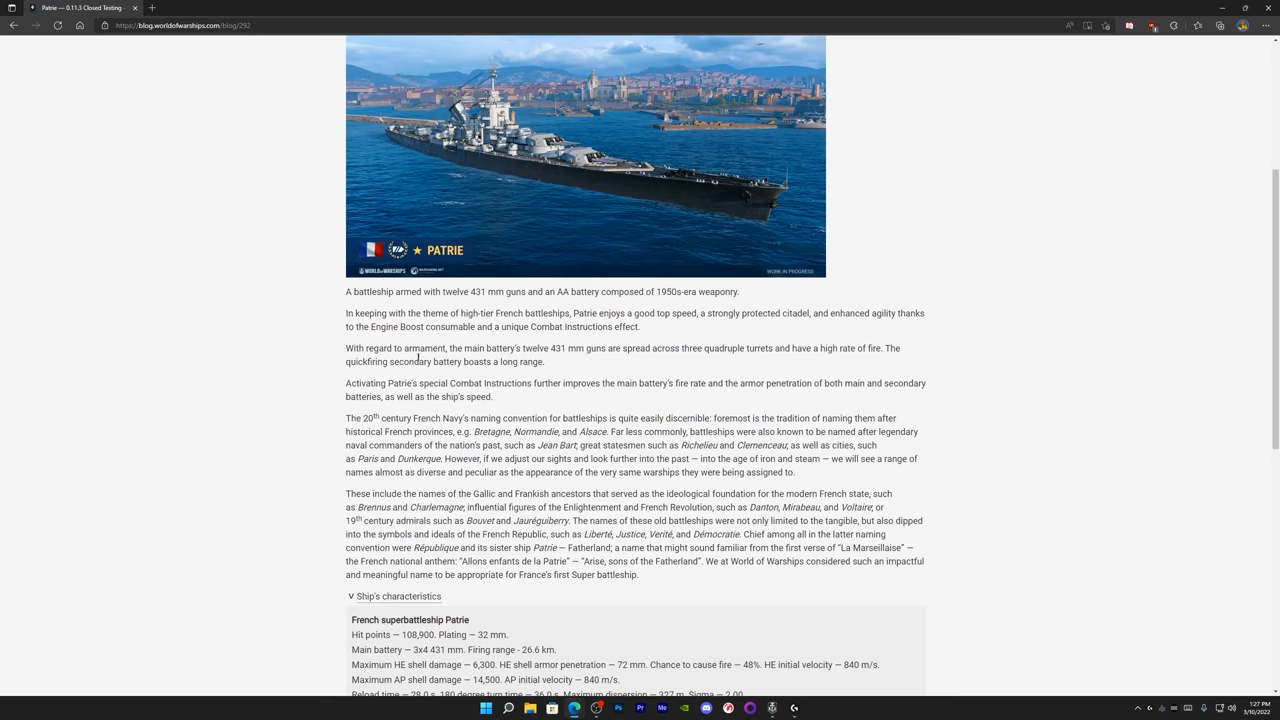 Patrie — 0.11.3 Closed Testing -
https://blog.worldofwarships.com/blog/292
PATRIE
WORLD OF WARSHIPS
WARGAMING.NET
WORK IN PROGRESS
A battleship armed with twelve 431 mm guns and an AA battery composed of 1950s-era weaponry.
In keeping with the theme of high-tier French battleships, Patrie enjoys a good top speed, a strongly protected citadel, and enhanced agility thanks
to the Engine Boost consumable and a unique Combat Instructions effect.
With regard to armament, the main battery's twelve 431 mm guns are spread across three quadruple turrets and have a high rate of fire. The
quickfiring secondary battery boasts a long range.
Activating Patrie's special Combat Instructions further improves the main battery's fire rate and the armor penetration of both main and secondary
batteries, as well as the ship's speed.
The 20th century French Navy's naming convention for battleships is quite easily discernible: foremost is the tradition of naming them after
historical French provinces, e.g. Bretagne, Normandie, and Alsace. Far less commonly, battleships were also known to be named after legendary
naval commanders of the nation's past, such as Jean Bart; great statesmen such as Richelieu and Clemenceau; as well as cities, such
as Paris and Dunkerque. However, if we adjust our sights and look further into the past — into the age of iron and steam — we will see a range of
names almost as diverse and peculiar as the appearance of the very same warships they were being assigned to.
These include the names of the Gallic and Frankish ancestors that served as the ideological foundation for the modern French state, such
as Brennus and Charlemagne; influential figures of the Enlightenment and French Revolution, such as Danton, Mirabeau, and Voltaire; or
19th century admirals such as Bouvet and Jauréguiberry. The names of these old battleships were not only limited to the tangible, but also dipped
into the symbols and ideals of the French Republic, such as Liberté, Justice, Verité, and Démocratie. Chief among all in the latter naming
convention were République and its sister ship Patrie — Fatherland; a name that might sound familiar from the first verse of "La Marseillaise" —
the French national anthem: "Allons enfants de la Patrie" — "Arise, sons of the Fatherland". We at World of Warships considered such an impactful
and meaningful name to be appropriate for France's first Super battleship.
Ship's characteristics
French superbattleship Patrie
Hit points — 108,900. Plating — 32 mm.
Main battery — 3x4 431 mm. Firing range - 26.6 km.
Maximum HE shell damage — 6,300. HE shell armor penetration — 72 mm. Chance to cause fire — 48%. HE initial velocity — 840 m/s.
Maximum AP shell damage — 14,500. AP initial velocity — 840 m/s.
Reload time — 28.0 s. 180 degree turn time — 36.0 s. Maximum dispersion — 327 m. Sigma — 2.00.
1:27 PM
3/10/2022